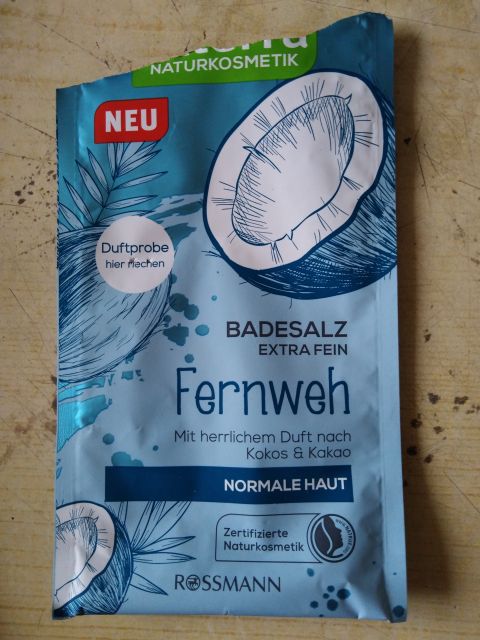 NATURKOSMETIK
NEU
Duftprobe
hier riechen
BADESALZ
EXTRA FEIN
Fernweh
Mit herrlichem Duft nach
Kokos & Kakao
NORMALE HAUT
Zertifizierte
Naturkosmetik
ROSSMANN